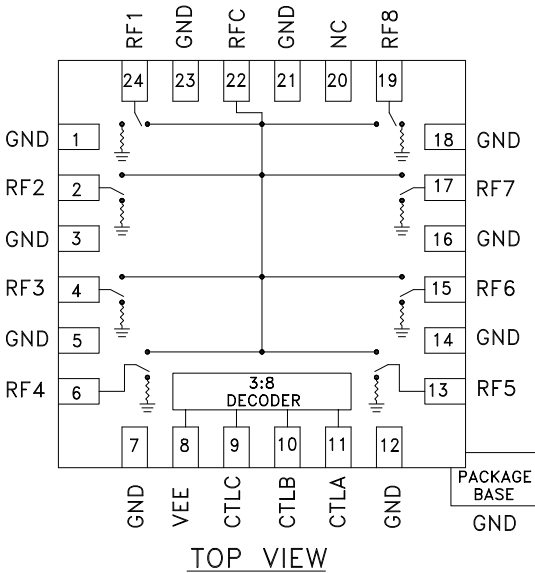 RF1 GND RFC GND NC RF8
24 23 22 21 20 19
GND 1 18 GND
RF2 2 17 RF7
GND 3 16 GND
RF3 4 15 RF6
GND 5 14 GND
RF4 6 13 RF5
3:8
DECODER
7 8 9 10 11 12
GND VEE CTLC CTLB CTLA GND
PACKAGE
BASE
GND
TOP VIEW